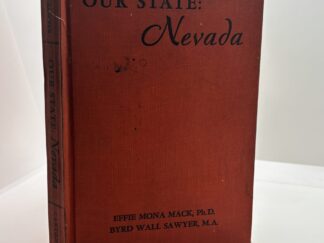 OUR STATE:
Nevada
EFFIE MONA MACK, Ph.D.
BYRD WALL SAWYER, M.A.
OUR STATE: Nevada